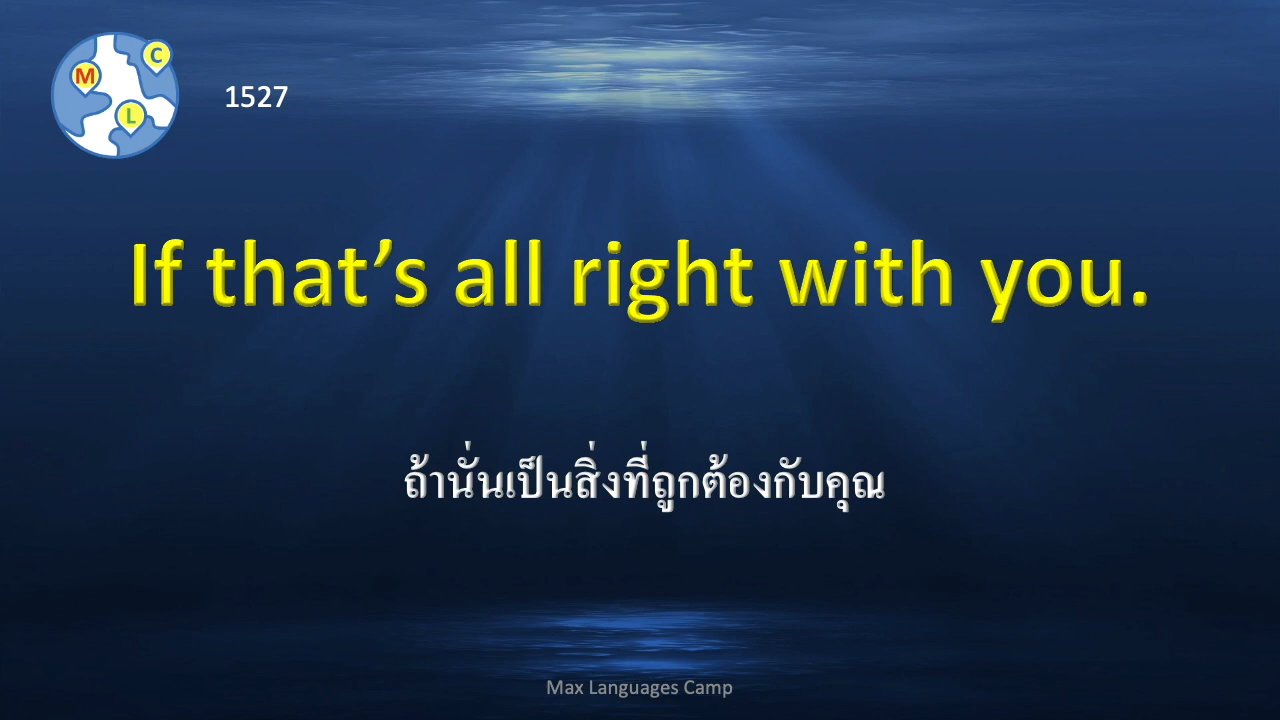 C
M
L
1527
If that’s all right with you.
ถ้านั่นเป็นสิ่งที่ถูกต้องกับคุณ
Max Languages Camp